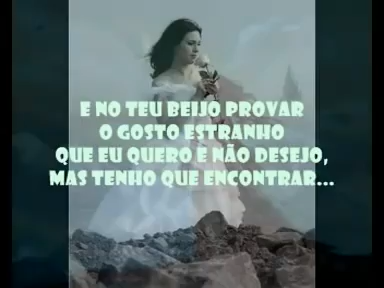 E NO TEU BEIJO PROVAR
O GOSTO ESTRANHO
QUE EU QUERO E NÃO DESEJO,
MAS TENHO QUE ENCONTRAR...